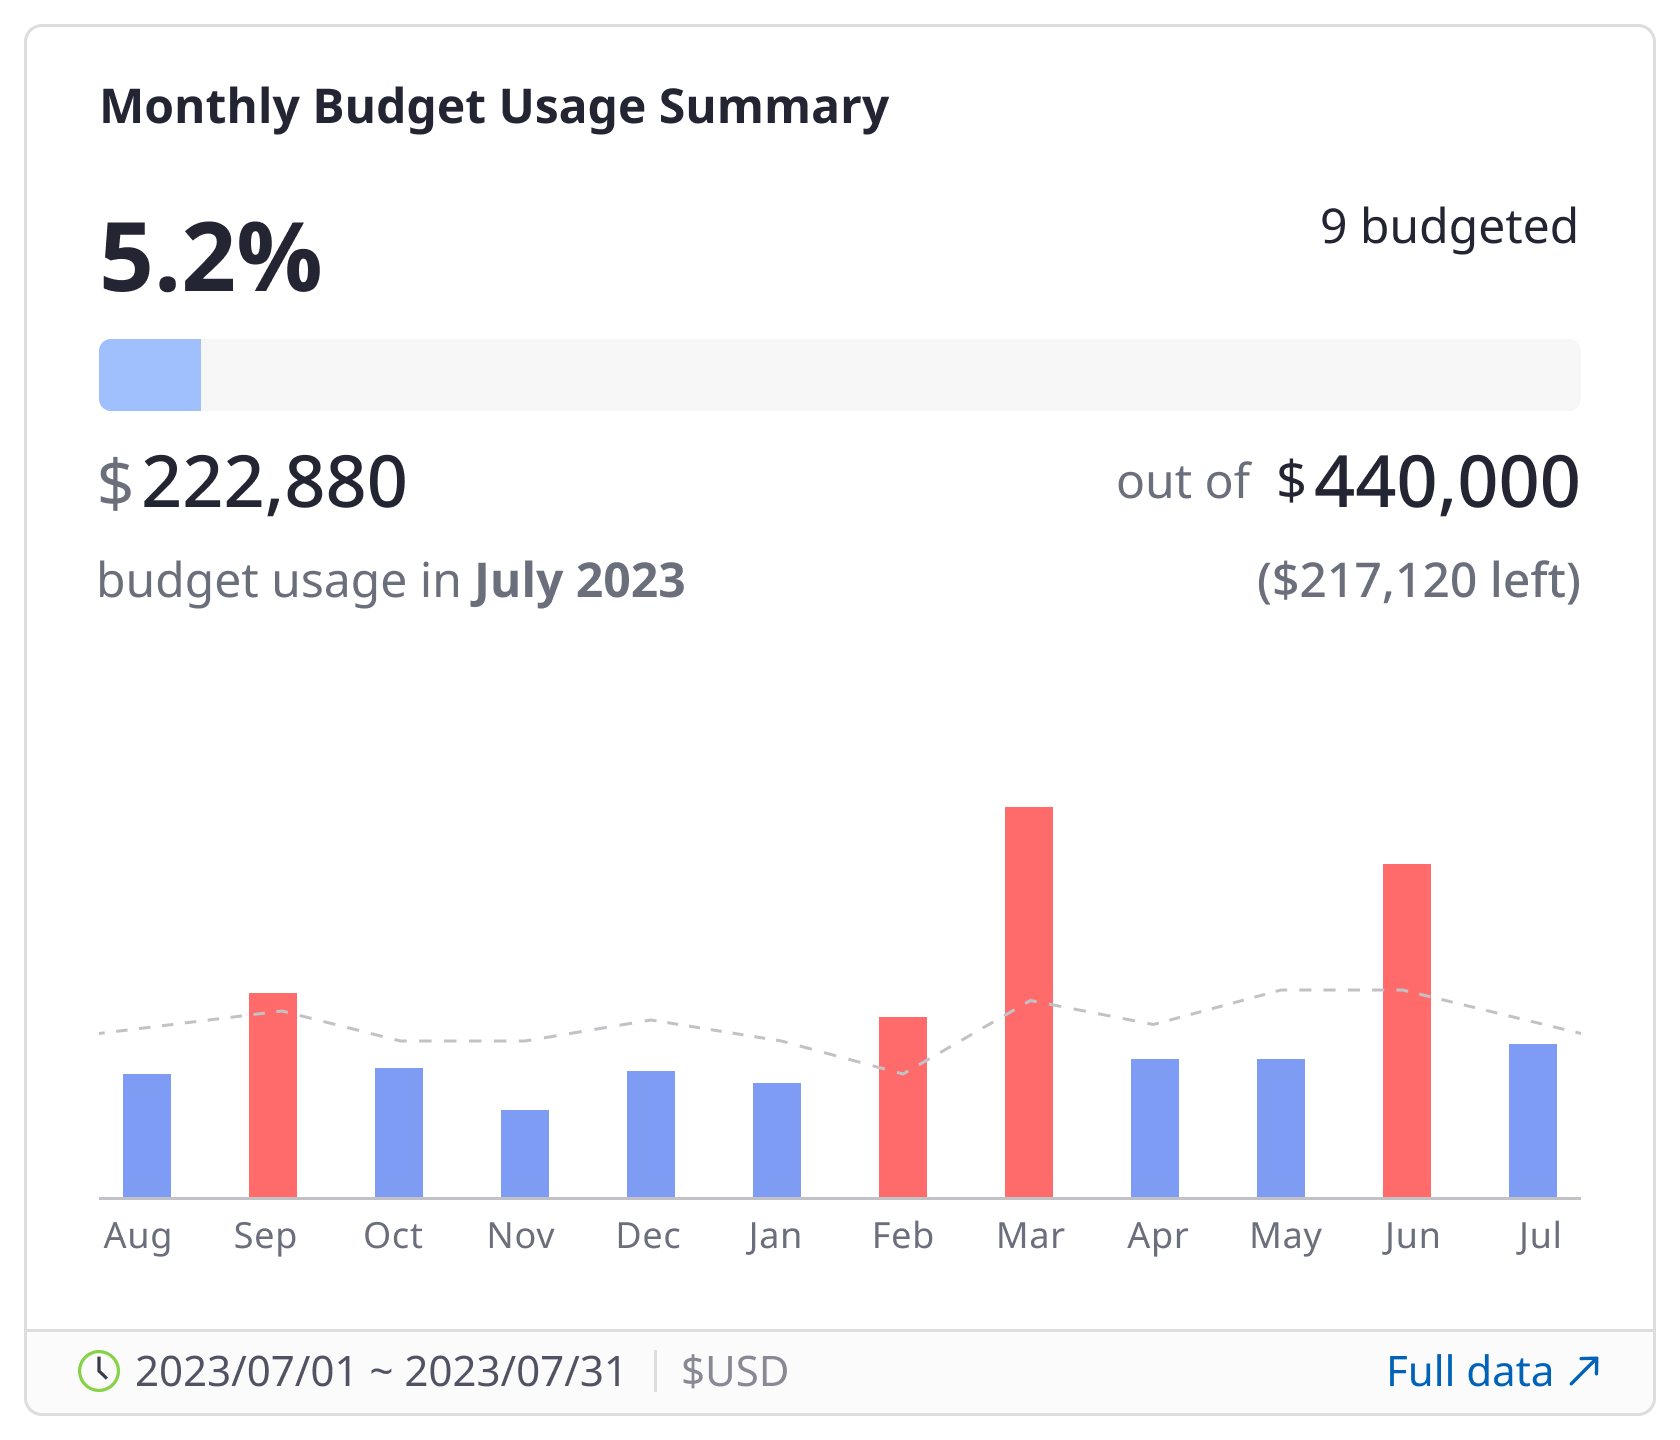 Monthly Budget Usage Summary
5.2%
9 budgeted
$222,880
out of $440,000
budget usage in July 2023
($217,120 left)
Aug Sep Oct Nov Dec Jan Feb Mar Apr May Jun Jul
2023/07/01 ~ 2023/07/31 $USD
Full data